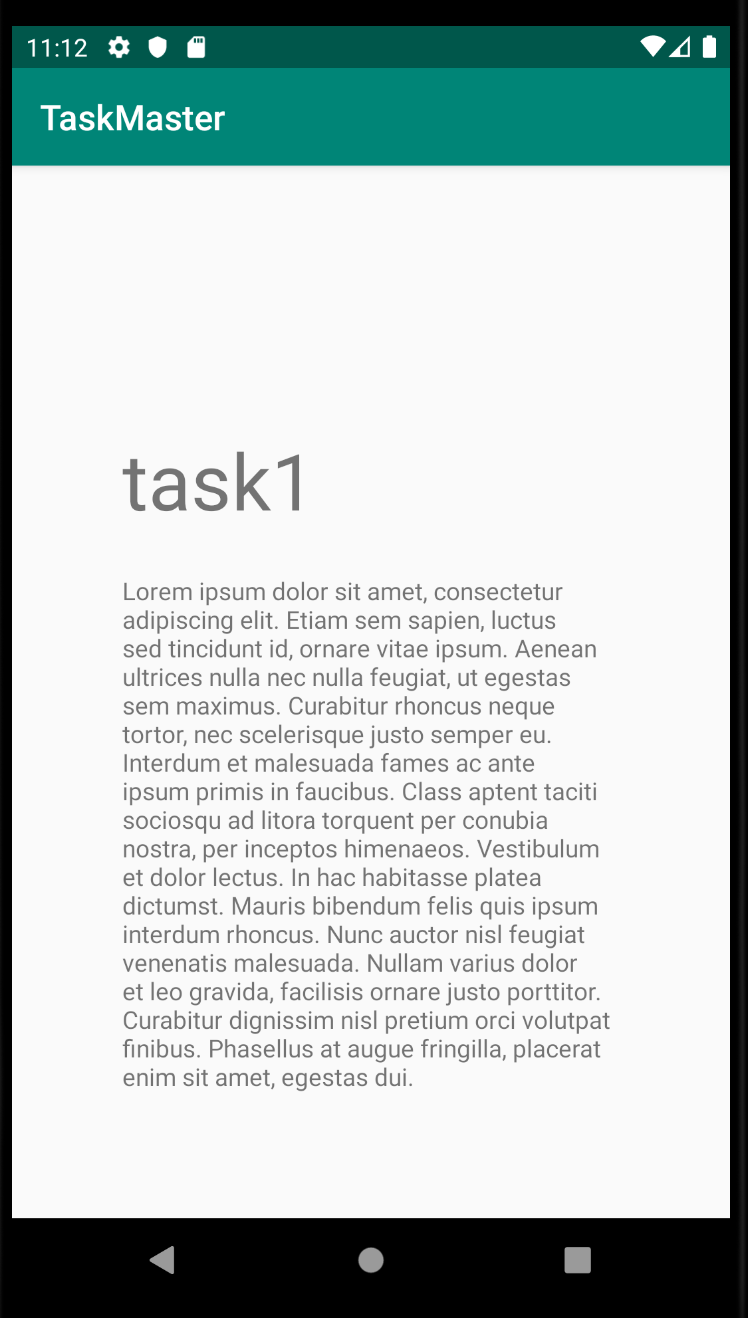 11:12
TaskMaster
task1
Lorem ipsum dolor sit amet, consectetur
adipiscing elit. Etiam sem sapien, luctus
sed tincidunt id, ornare vitae ipsum. Aenean
ultrices nulla nec nulla feugiat, ut egestas
sem maximus. Curabitur rhoncus neque
tortor, nec scelerisque justo semper eu.
Interdum et malesuada fames ac ante
ipsum primis in faucibus. Class aptent taciti
sociosqu ad litora torquent per conubia
nostra, per inceptos himenaeos. Vestibulum
et dolor lectus. In hac habitasse platea
dictumst. Mauris bibendum felis quis ipsum
interdum rhoncus. Nunc auctor nisl feugiat
venenatis malesuada. Nullam varius dolor
et leo gravida, facilisis ornare justo porttitor.
Curabitur dignissim nisl pretium orci volutpat
finibus. Phasellus at augue fringilla, placerat
enim sit amet, egestas dui.